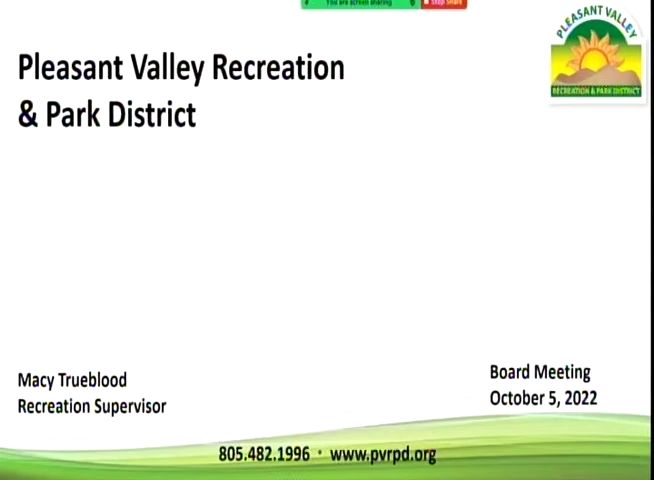 You are screen sharing
Stop Share
PLEASANT VALLEY
RECREATION & PARK DISTRICT
Pleasant Valley Recreation
& Park District
Macy Trueblood
Recreation Supervisor
Board Meeting
October 5, 2022
805.482.1996 · www.pvrpd.org